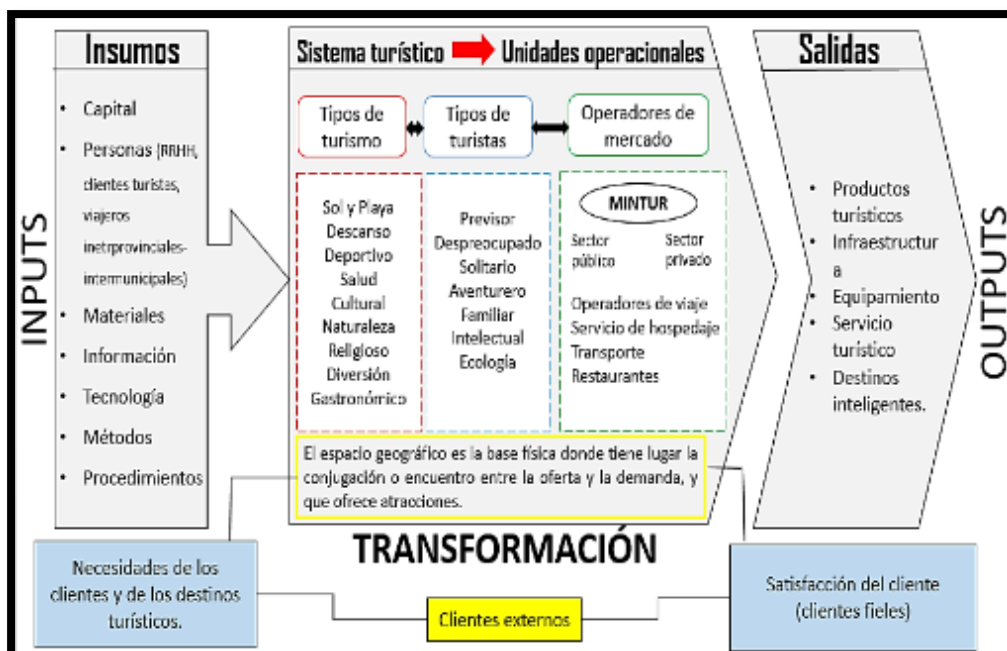 INPUTS
Insumos
• Capital
• Personas (RRHH,
clientes turistas,
viajeros
inetrprovinciales-
intermunicipales)
• Materiales
• Información
• Tecnología
• Métodos
• Procedimientos
Sistema turístico Unidades operacionales
Tipos de
turismo
Tipos de
turistas
Operadores de
mercado
Sol y Playa
Descanso
Deportivo
Salud
Cultural
Naturaleza
Religioso
Diversión
Gastronómico
Previsor
Despreocupado
Solitario
Aventurero
Familiar
Intelectual
Ecología
MINTUR
Sector
público
Sector
privado
Operadores de viaje
Servicio de hospedaje
Transporte
Restaurantes
El espacio geográfico es la base física donde tiene lugar la
conjugación o encuentro entre la oferta y la demanda, y
que ofrece atracciones.
TRANSFORMACIÓN
Salidas
• Productos
turísticos
• Infraestructur
a
• Equipamiento
• Servicio
turístico
• Destinos
inteligentes.
OUTPUTS
Necesidades de los
clientes y de los destinos
turísticos.
Clientes externos
Satisfacción del cliente
(clientes fieles)